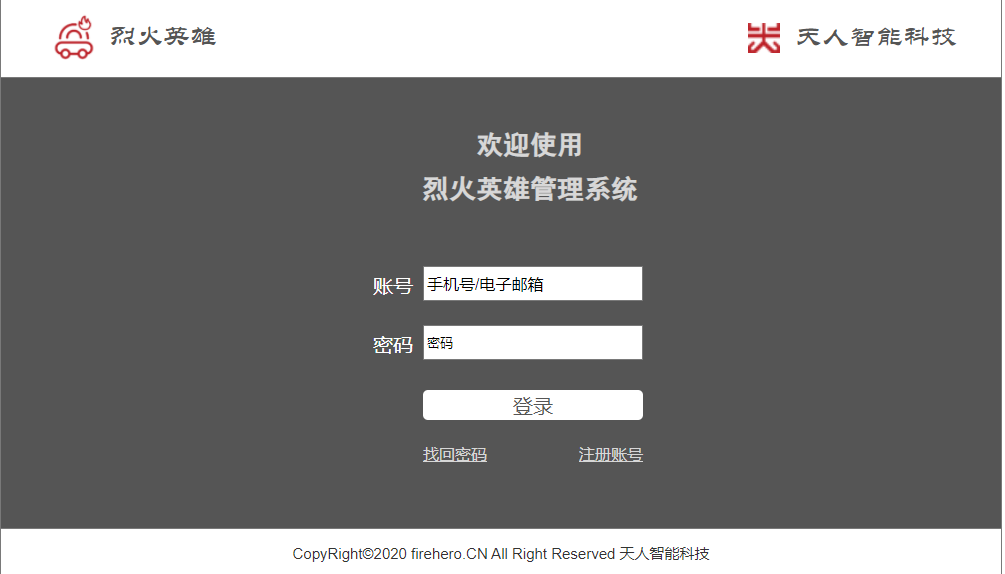 烈火英雄
天人智能科技
欢迎使用
烈火英雄管理系统
账号 手机号/电子邮箱
密码 密码
登录
找回密码 注册账号
CopyRight©2020 firehero.CN All Right Reserved 天人智能科技